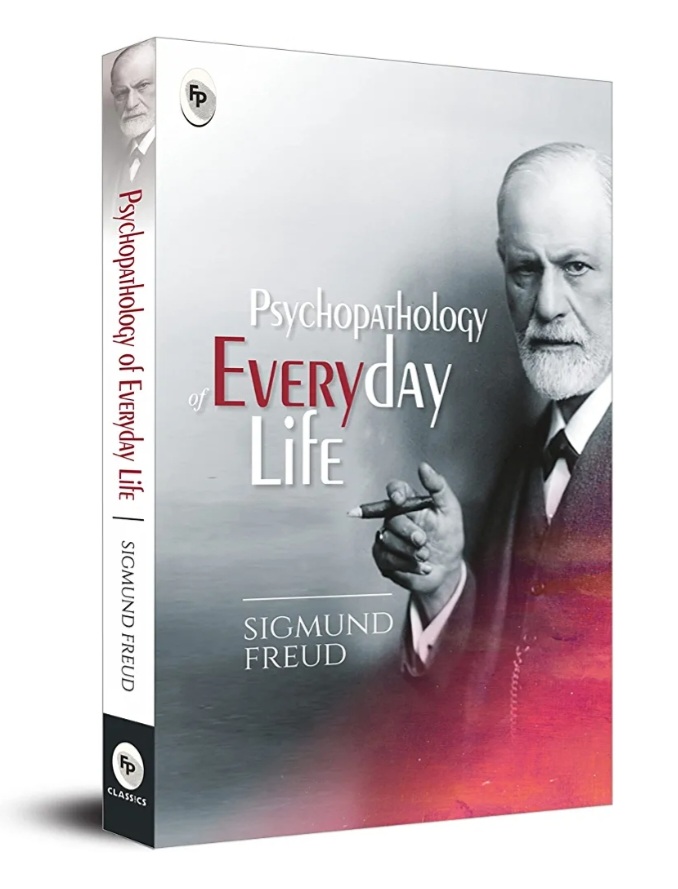 FP
Psychopathology
of Everyday
Life
SIGMUND
FREUD
Psychopathology of Everyday Life | SIGMUND FREUD
FP
CLASSICS